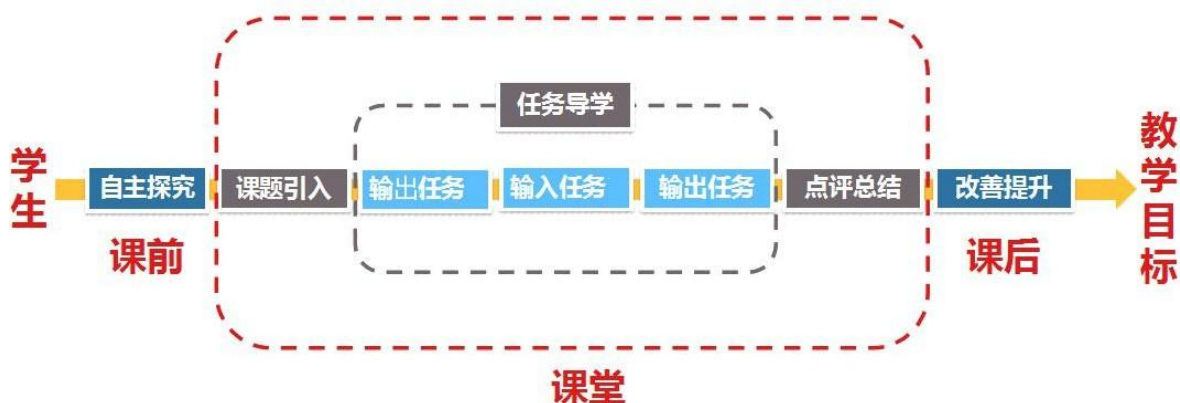 任务导学
学生
自主探究
课题引入
输出任务
输入任务
输出任务
点评总结
改善提升
教学目标
课前
课后
课堂